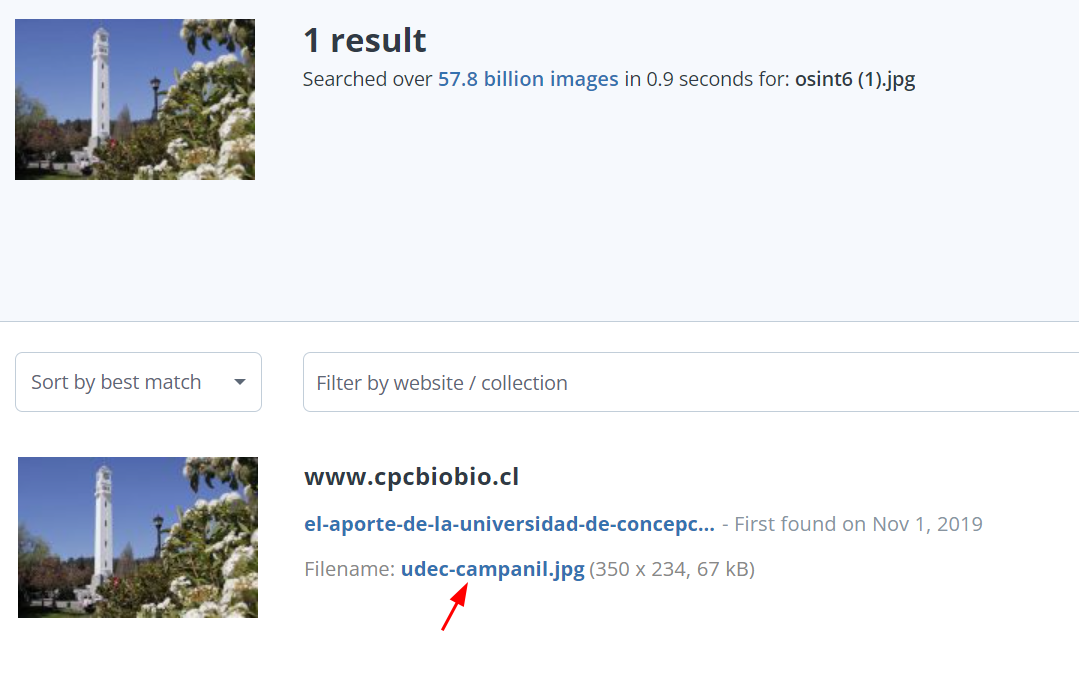 1 result
Searched over 57.8 billion images in 0.9 seconds for: osint6 (1).jpg
Sort by best match
Filter by website / collection
www.cpcbiobio.cl
el-aporte-de-la-universidad-de-concepc... - First found on Nov 1, 2019
Filename: udec-campanil.jpg (350 x 234, 67 kB)